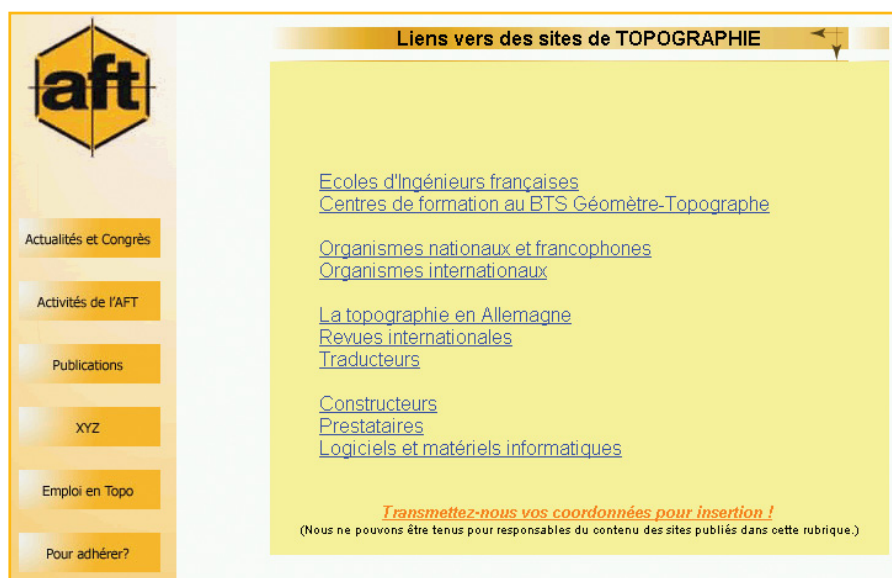 aft
Actualités et Congrès
Activités de l'AFT
Publications
XYZ
Emploi en Topo
Pour adhérer?
Liens vers des sites de TOPOGRAPHIE
Ecoles d'Ingénieurs françaises
Centres de formation au BTS Géomètre-Topographe
Organismes nationaux et francophones
Organismes internationaux
La topographie en Allemagne
Revues internationales
Traducteurs
Constructeurs
Prestataires
Logiciels et matériels informatiques
Transmettez-nous vos coordonnées pour insertion !
(Nous ne pouvons être tenus pour responsables du contenu des sites publiés dans cette rubrique.)